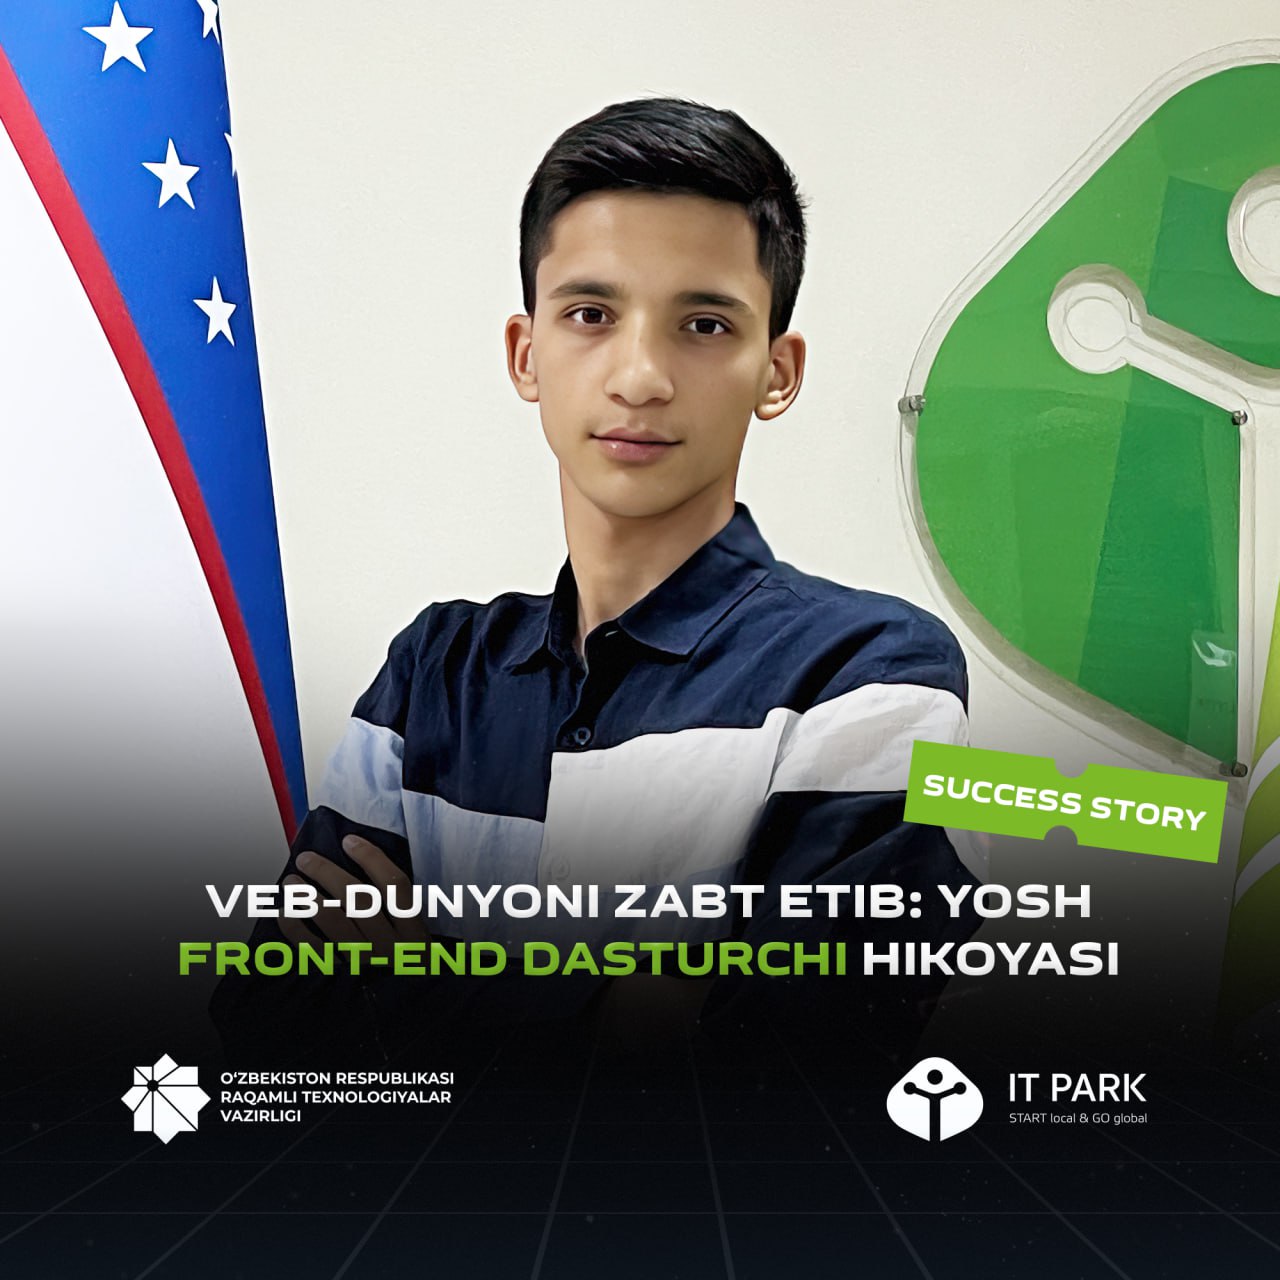 SUCCESS STORY
VEB-DUNYONI ZABT ETIB: YOSH
FRONT-END DASTURCHI HIKOYASI
O‘ZBEKISTON RESPUBLIKASI
RAQAMLI TEXNOLOGIYALAR
VAZIRLIGI
IT PARK
START local & GO global